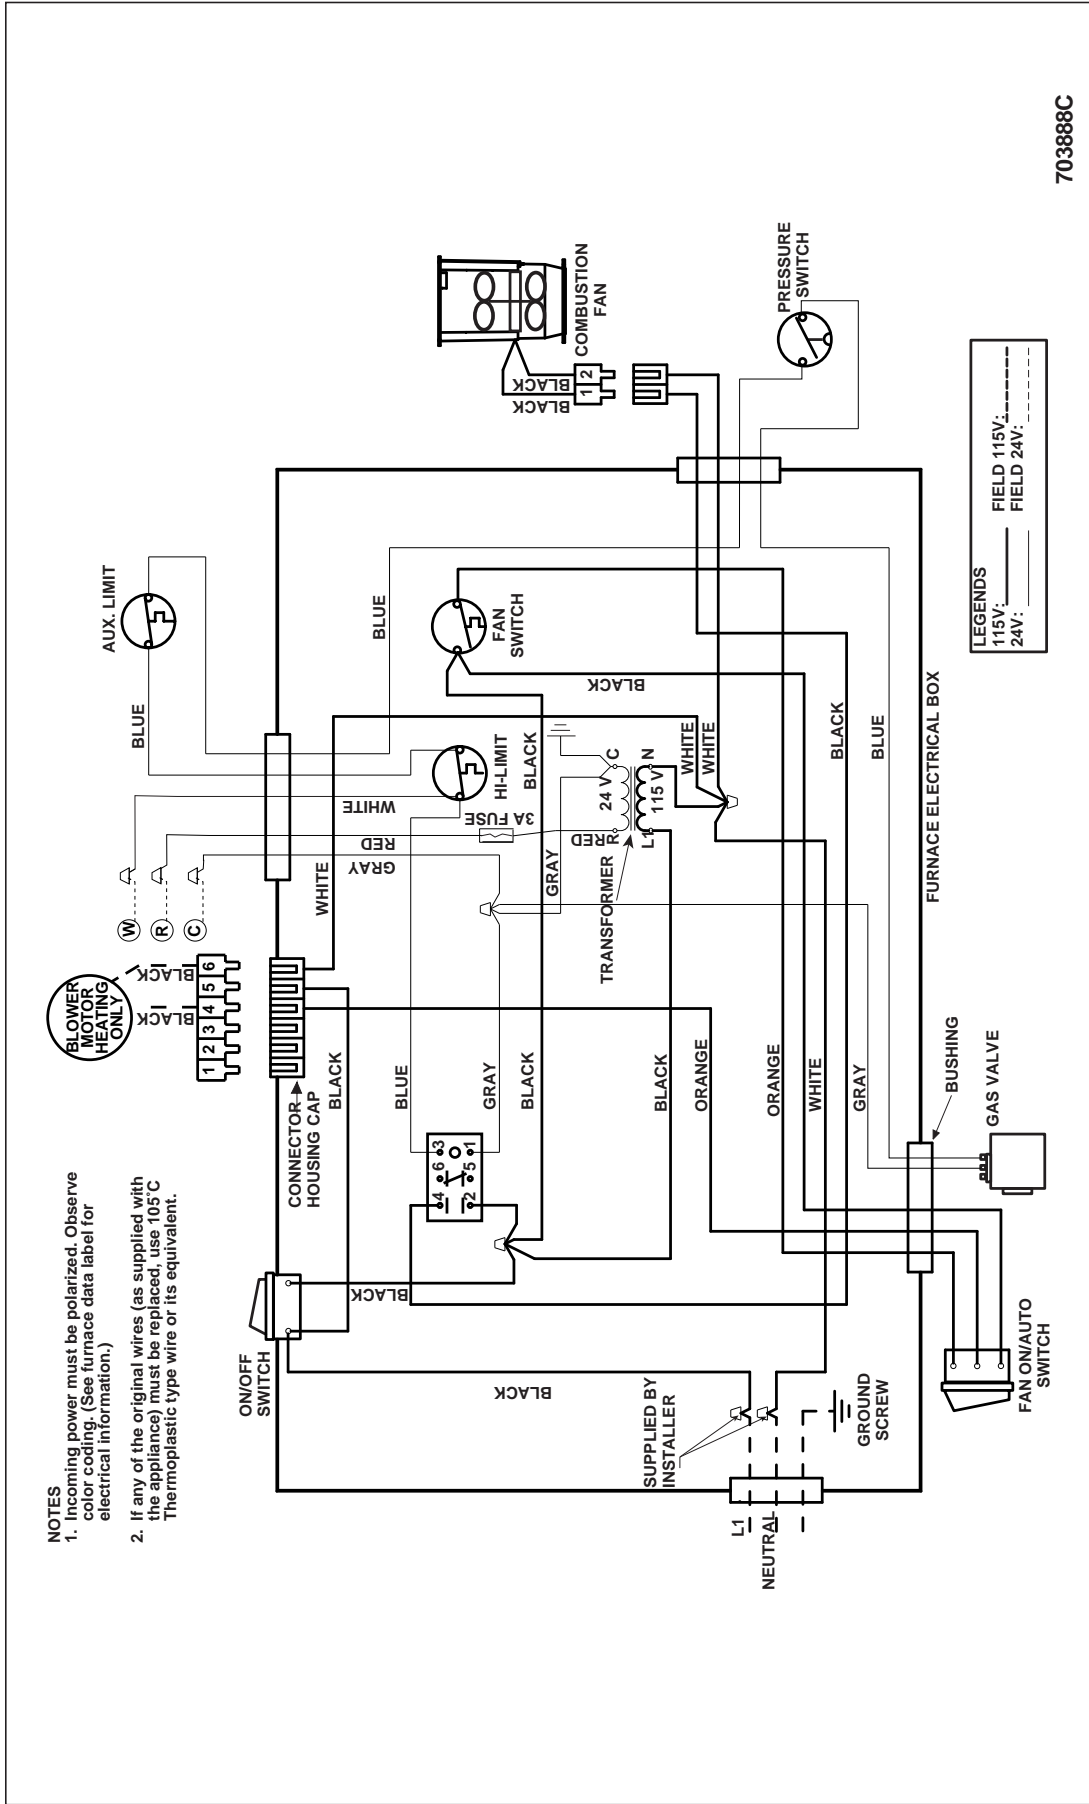 NOTES
1. Incoming power must be polarized. Observe
color coding. (See furnace data label for
electrical information.)
2. If any of the original wires (as supplied with
the appliance) must be replaced, use 105°C
Thermoplastic type wire or its equivalent.
BLOWER
MOTOR
HEATING
ONLY
BLACK
BLACK
1 2 3 4 5 6
W
R
C
AUX. LIMIT
BLUE
CONNECTOR
HOUSING CAP
ON/OFF
SWITCH
BLACK
WHITE
GRAY
RED
WHITE
BLUE
BLUE
HI-LIMIT
FAN
SWITCH
3A FUSE
BLACK
BLACK
COMBUSTION
FAN
BLACK
BLACK
1 2
4 6 3
2 5 1
GRAY
BLACK
BLACK
BLACK
GRAY
RED
R
24 V
C
L1
115 V
N
TRANSFORMER
WHITE
WHITE
BLACK
ORANGE
ORANGE
WHITE
BLACK
GRAY
BLUE
SUPPLIED BY
INSTALLER
L1
NEUTRAL
GROUND
SCREW
PRESSURE
SWITCH
FURNACE ELECTRICAL BOX
BUSHING
GAS VALVE
FAN ON/AUTO
SWITCH
LEGENDS
115V: FIELD 115V:
24V: FIELD 24V:
703888C